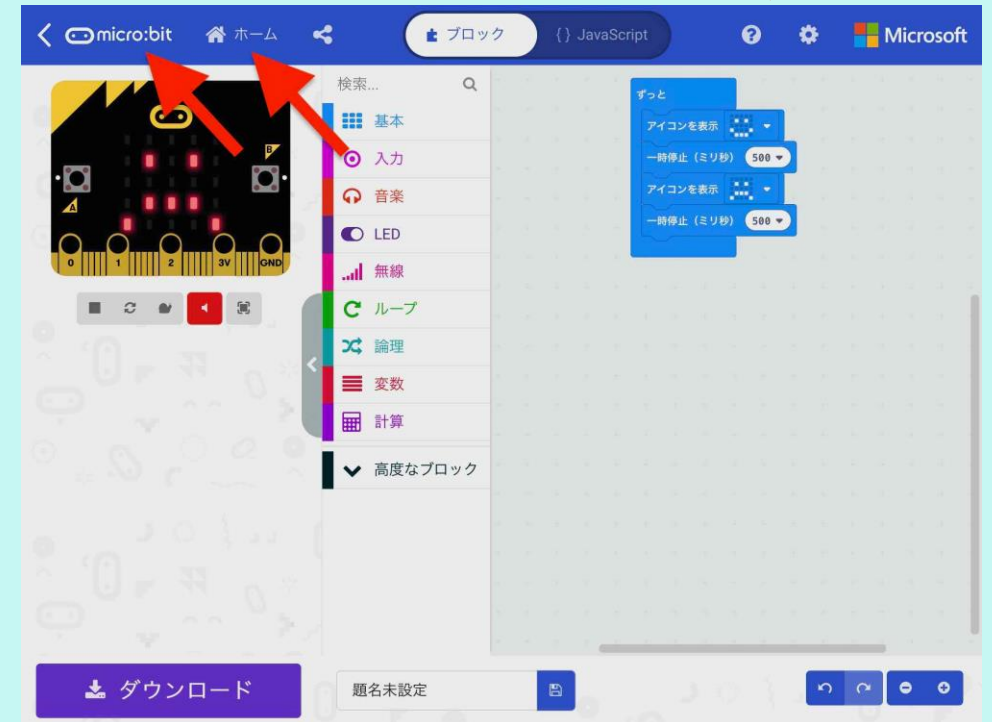 micro:bit
ホーム
ブロック
{ } JavaScript
Microsoft
検索...
基本
入力
音楽
LED
無線
ループ
論理
変数
計算
高度なブロック
A
B
0 1 2 3V GND
ずっと
アイコンを表示
一時停止（ミリ秒） 500
アイコンを表示
一時停止（ミリ秒） 500
ダウンロード
題名未設定